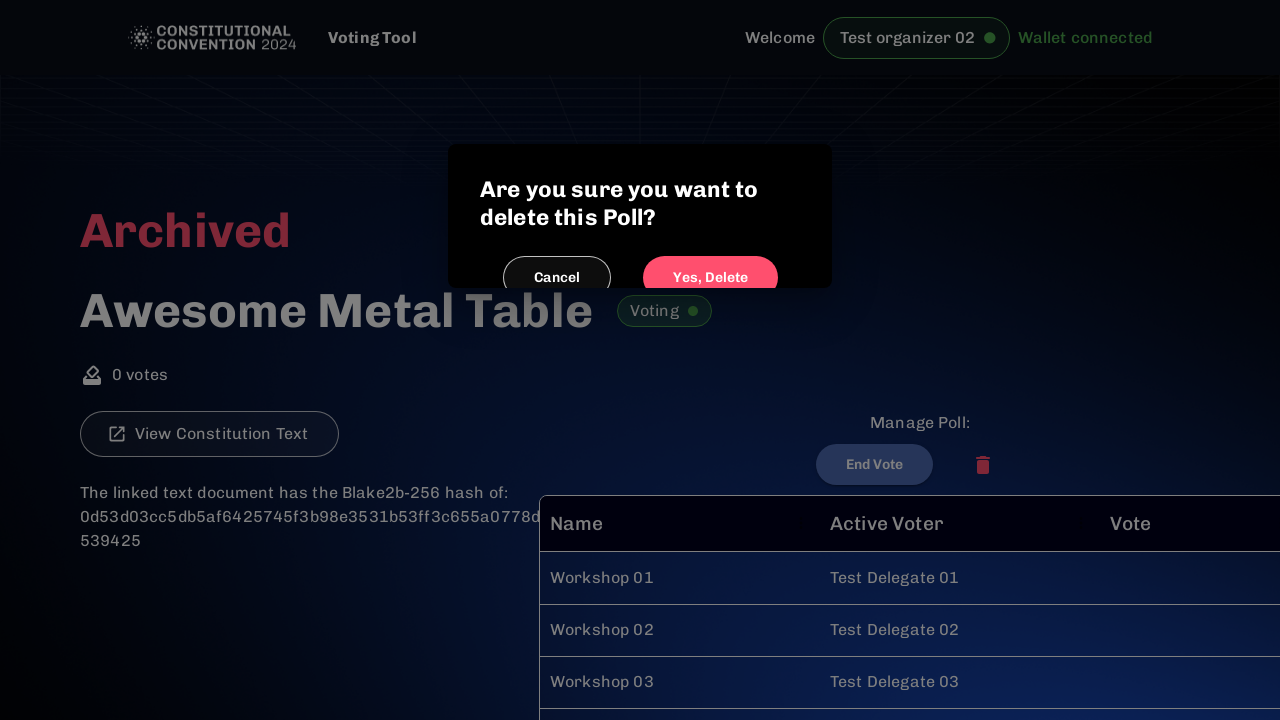 CONSTITUTIONAL
CONVENTION 2024
Voting Tool
Welcome
Test organizer 02
Wallet connected
Are you sure you want to
delete this Poll?
Cancel
Yes, Delete
Archived
Awesome Metal Table
Voting
0 votes
View Constitution Text
Manage Poll:
End Vote
The linked text document has the Blake2b-256 hash of:
0d53d03cc5db5af6425745f3b98e3531b53ff3c655a0778d
539425
Name Active Voter Vote
Workshop 01 Test Delegate 01
Workshop 02 Test Delegate 02
Workshop 03 Test Delegate 03